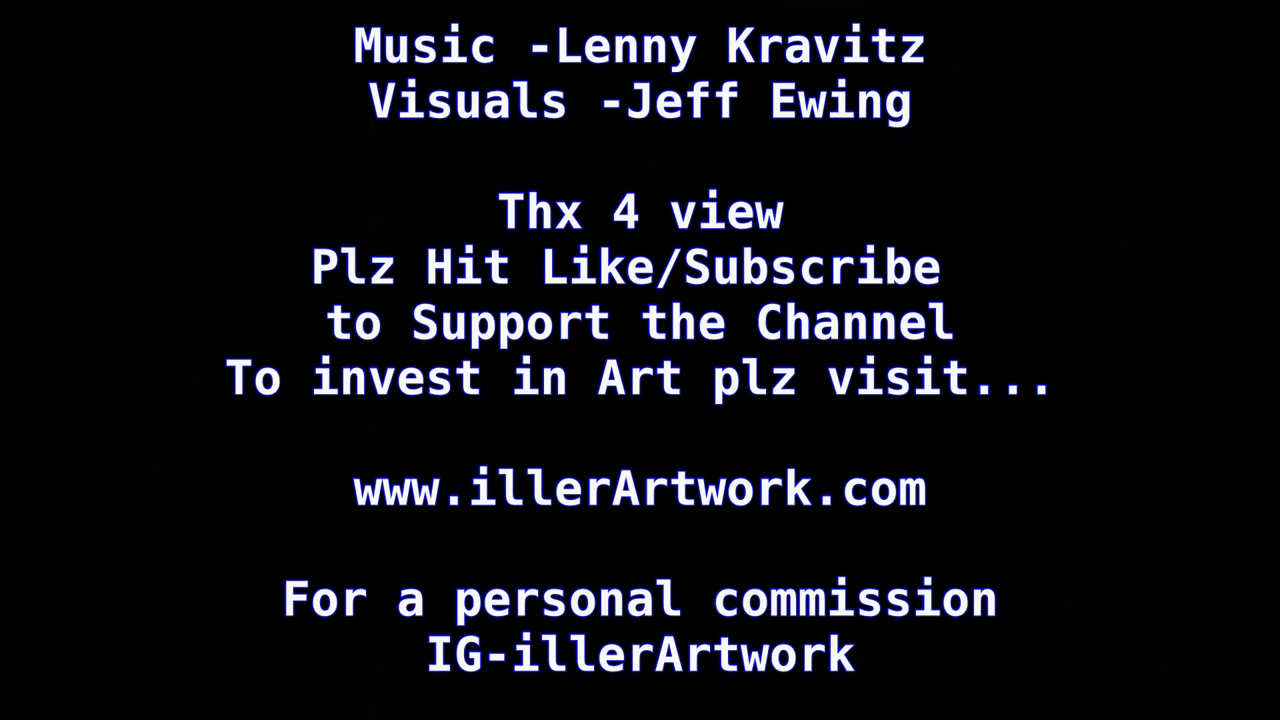 Music -Lenny Kravitz
Visuals -Jeff Ewing
Thx 4 view
Plz Hit Like/Subscribe
to Support the Channel
To invest in Art plz visit...
www.illerArtwork.com
For a personal commission
IG-illerArtwork